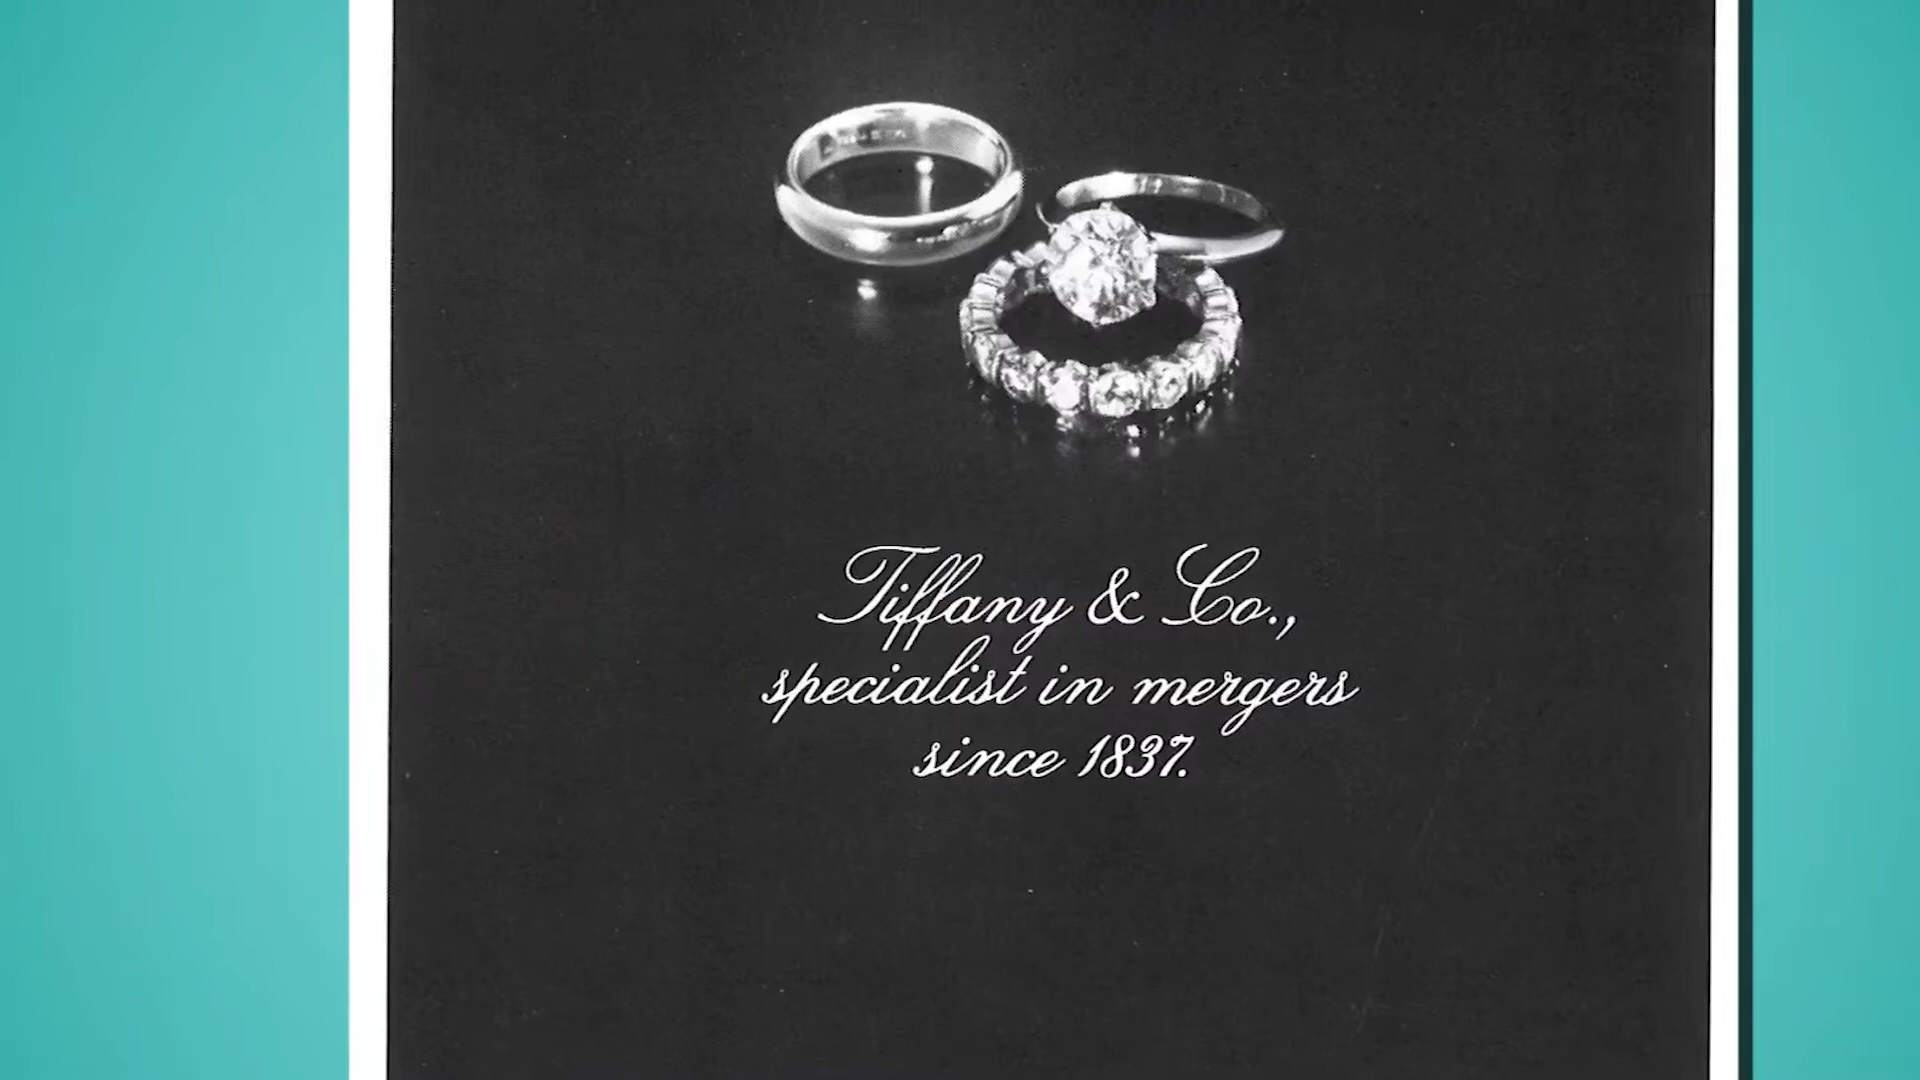 Tiffany & Co.,
specialist in mergers
since 1837.